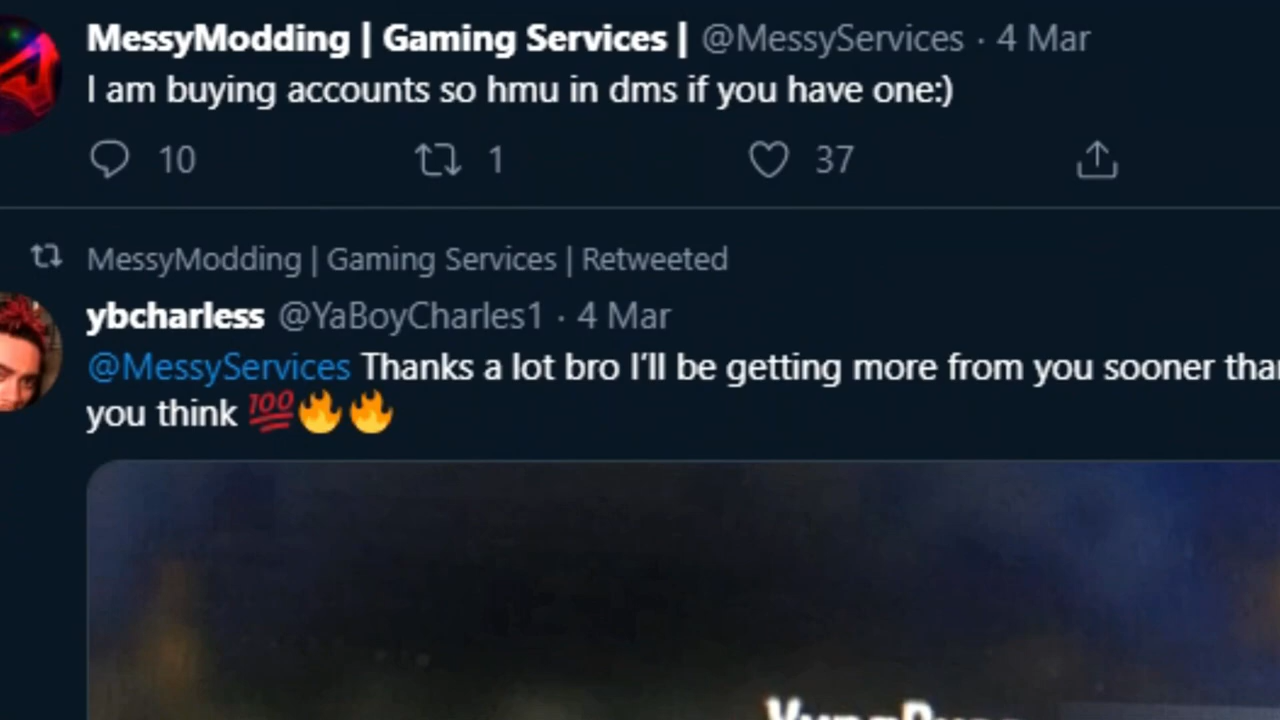 MessyModding | Gaming Services | @MessyServices · 4 Mar
I am buying accounts so hmu in dms if you have one:)
10 1 37
MessyModding | Gaming Services | Retweeted
ybcharless @YaBoyCharles1 · 4 Mar
@MessyServices Thanks a lot bro I'll be getting more from you sooner than
you think 💯🔥🔥